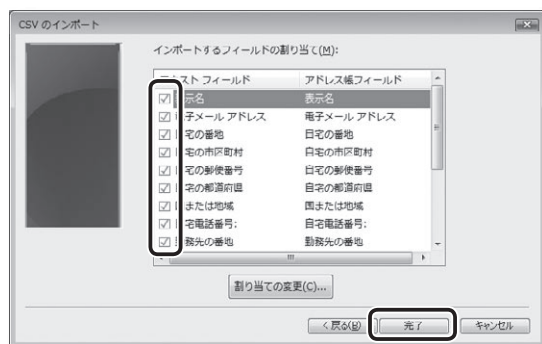 CSV のインポート
インポートするフィールドの割り当て(M):
スト フィールド アドレス帳フィールド
示名 表示名
子メール アドレス 電子メール アドレス
宅の番地 自宅の番地
宅の市区町村 自宅の市区町村
宅の郵便番号 自宅の郵便番号
宅の都道府県 自宅の都道府県
または地域 国または地域
宅電話番号: 自宅電話番号:
務先の番地 勤務先の番地
割り当ての変更(C)...
< 戻る(B) 完了 キャンセル